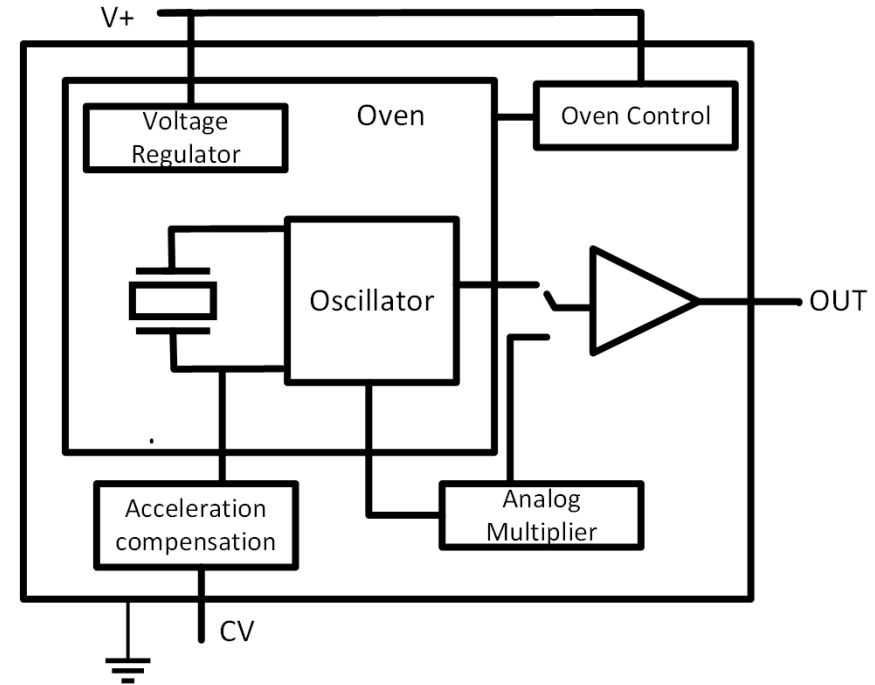 V+
Voltage
Regulator
Oven
Oven Control
Oscillator
OUT
Acceleration
compensation
Analog
Multiplier
CV